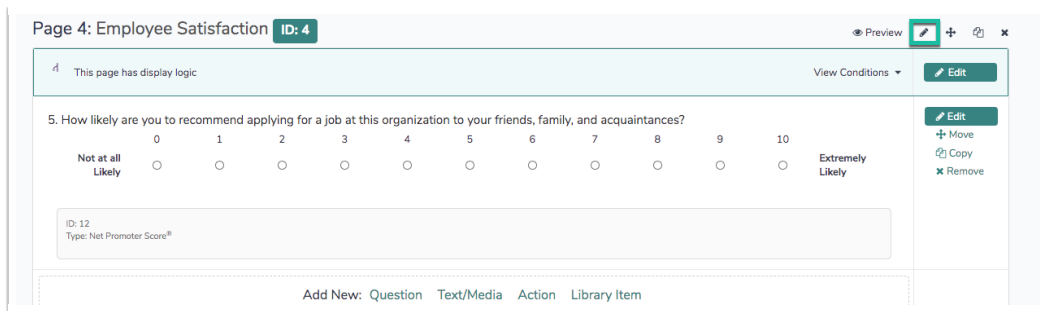 Page 4: Employee Satisfaction ID: 4
Preview
This page has display logic
View Conditions
Edit
5. How likely are you to recommend applying for a job at this organization to your friends, family, and acquaintances?
0 1 2 3 4 5 6 7 8 9 10
Not at all
Likely
Extremely
Likely
Edit
Move
Copy
Remove
ID: 12
Type: Net Promoter Score®
Add New: Question Text/Media Action Library Item